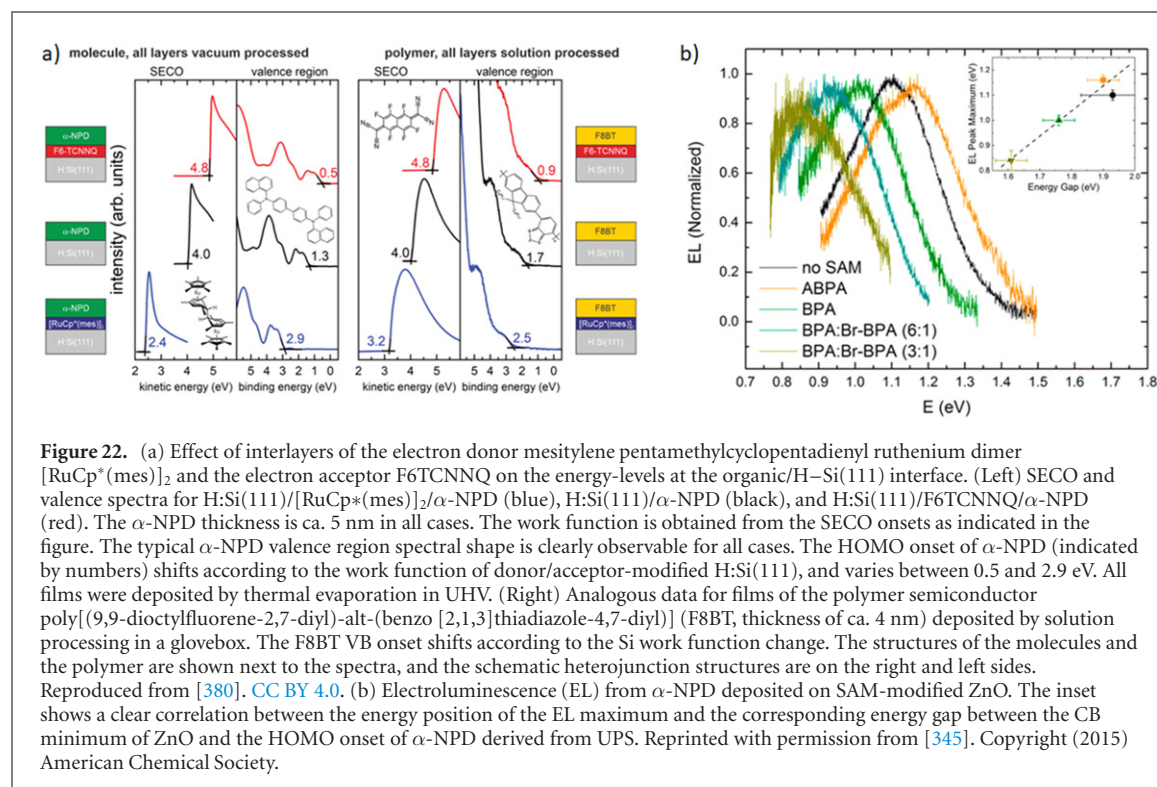 a)
molecule, all layers vacuum processed
SECO
valence region
α-NPD
F6-TCNNQ
H:Si(111)
α-NPD
H:Si(111)
α-NPD
[RuCp*(mes)]
H:Si(111)
intensity (arb. units)
4.8
0.5
4.0
1.3
2.4
2.9
2 3 4 5 5 4 3 2 1 0
kinetic energy (eV) binding energy (eV)
polymer, all layers solution processed
SECO
valence region
4.8
0.9
4.0
1.7
3.2
2.5
2 3 4 5 5 4 3 2 1 0
kinetic energy (eV) binding energy (eV)
F8BT
F6-TCNNQ
H:Si(111)
F8BT
H:Si(111)
F8BT
[RuCp*(mes)]
H:Si(111)
b)
EL (Normalized)
1.0
0.8
0.6
0.4
0.2
0.0
no SAM
ABPA
BPA
BPA:Br-BPA (6:1)
BPA:Br-BPA (3:1)
0.7 0.8 0.9 1.0 1.1 1.2 1.3 1.4 1.5 1.6
E (eV)
EL Peak Maximum (eV)
1.2
1.1
1.0
0.9
0.8
1.6 1.7 1.8 1.9 2.0
Energy Gap (eV)
Figure 22. (a) Effect of interlayers of the electron donor mesitylene pentamethylcyclopentadienyl ruthenium dimer
[RuCp*(mes)]2 and the electron acceptor F6TCNNQ on the energy-levels at the organic/H–Si(111) interface. (Left) SECO and
valence spectra for H:Si(111)/[RuCp*(mes)]2/α-NPD (blue), H:Si(111)/α-NPD (black), and H:Si(111)/F6TCNNQ/α-NPD
(red). The α-NPD thickness is ca. 5 nm in all cases. The work function is obtained from the SECO onsets as indicated in the
figure. The typical α-NPD valence region spectral shape is clearly observable for all cases. The HOMO onset of α-NPD (indicated
by numbers) shifts according to the work function of donor/acceptor-modified H:Si(111), and varies between 0.5 and 2.9 eV. All
films were deposited by thermal evaporation in UHV. (Right) Analogous data for films of the polymer semiconductor
poly[(9,9-dioctylfluorene-2,7-diyl)-alt-(benzo [2,1,3]thiadiazole-4,7-diyl)] (F8BT, thickness of ca. 4 nm) deposited by solution
processing in a glovebox. The F8BT VB onset shifts according to the Si work function change. The structures of the molecules and
the polymer are shown next to the spectra, and the schematic heterojunction structures are on the right and left sides.
Reproduced from [380]. CC BY 4.0. (b) Electroluminescence (EL) from α-NPD deposited on SAM-modified ZnO. The inset
shows a clear correlation between the energy position of the EL maximum and the corresponding energy gap between the CB
minimum of ZnO and the HOMO onset of α-NPD derived from UPS. Reprinted with permission from [345]. Copyright (2015)
American Chemical Society.